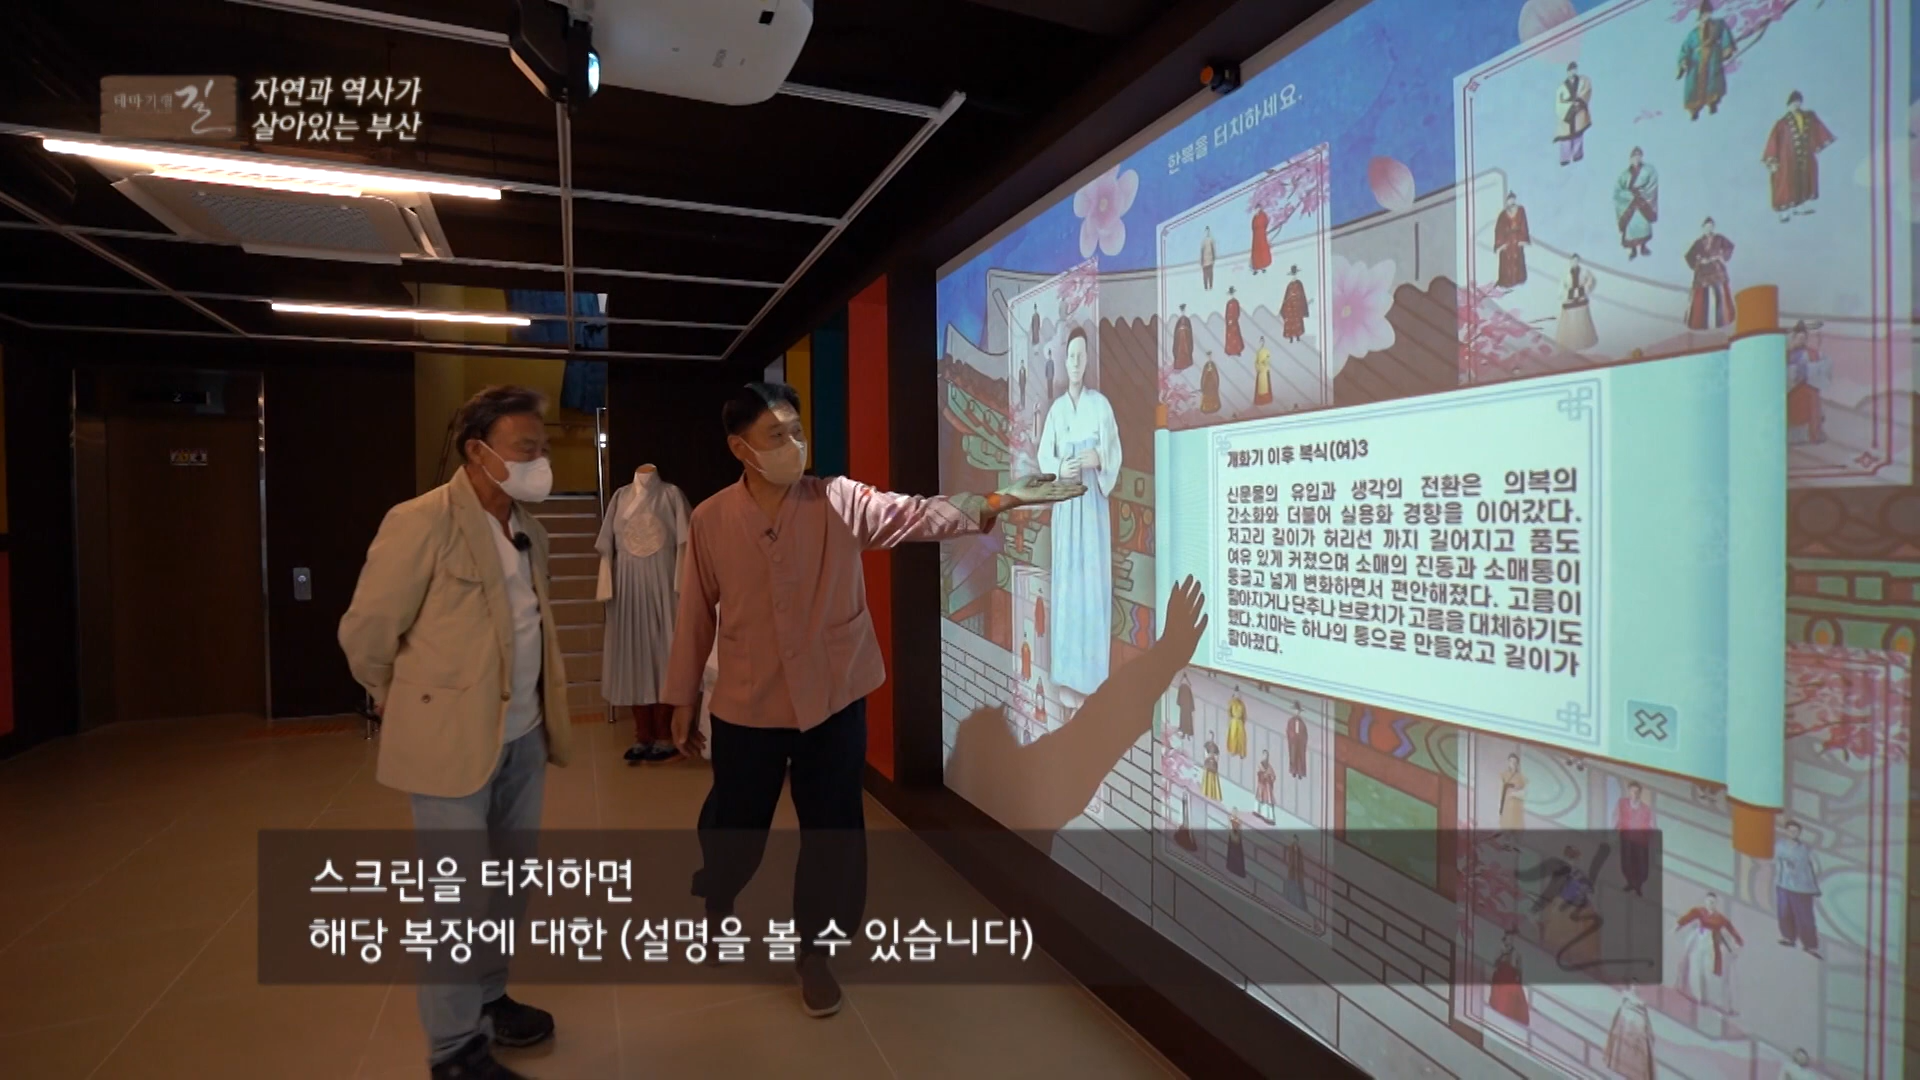 테마기행 길
자연과 역사가
살아있는 부산
한복을 터치하세요.
개화기 이후 복식(여)3
신문물의 유입과 생각의 전환은 의복의
간소화와 더불어 실용화 경향을 이어갔다.
저고리 길이가 허리선 까지 길어지고 품도
여유 있게 커졌으며 소매의 진동과 소매통이
둥글고 넓게 변화하면서 편안해졌다. 고름이
짧아지거나 단추나 브로치가 고름을 대체하기도
했다. 치마는 하나의 통으로 만들었고 길이가
짧아졌다.
스크린을 터치하면
해당 복장에 대한 (설명을 볼 수 있습니다)
길